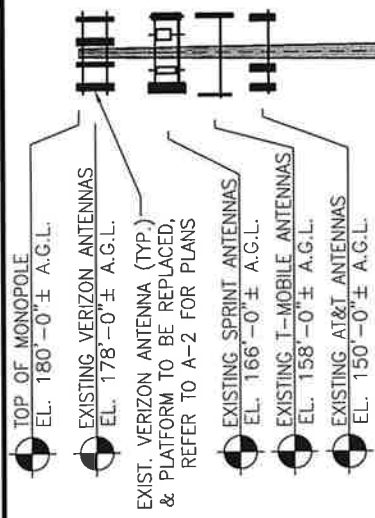 TOP OF MONOPOLE
EL. 180'-0"± A.G.L.
EXISTING VERIZON ANTENNAS
EL. 178'-0"± A.G.L.
EXIST. VERIZON ANTENNA (TYP.)
& PLATFORM TO BE REPLACED,
REFER TO A-2 FOR PLANS
EXISTING SPRINT ANTENNAS
EL. 166'-0"± A.G.L.
EXISTING T-MOBILE ANTENNAS
EL. 158'-0"± A.G.L.
EXISTING AT&T ANTENNAS
EL. 150'-0"± A.G.L.